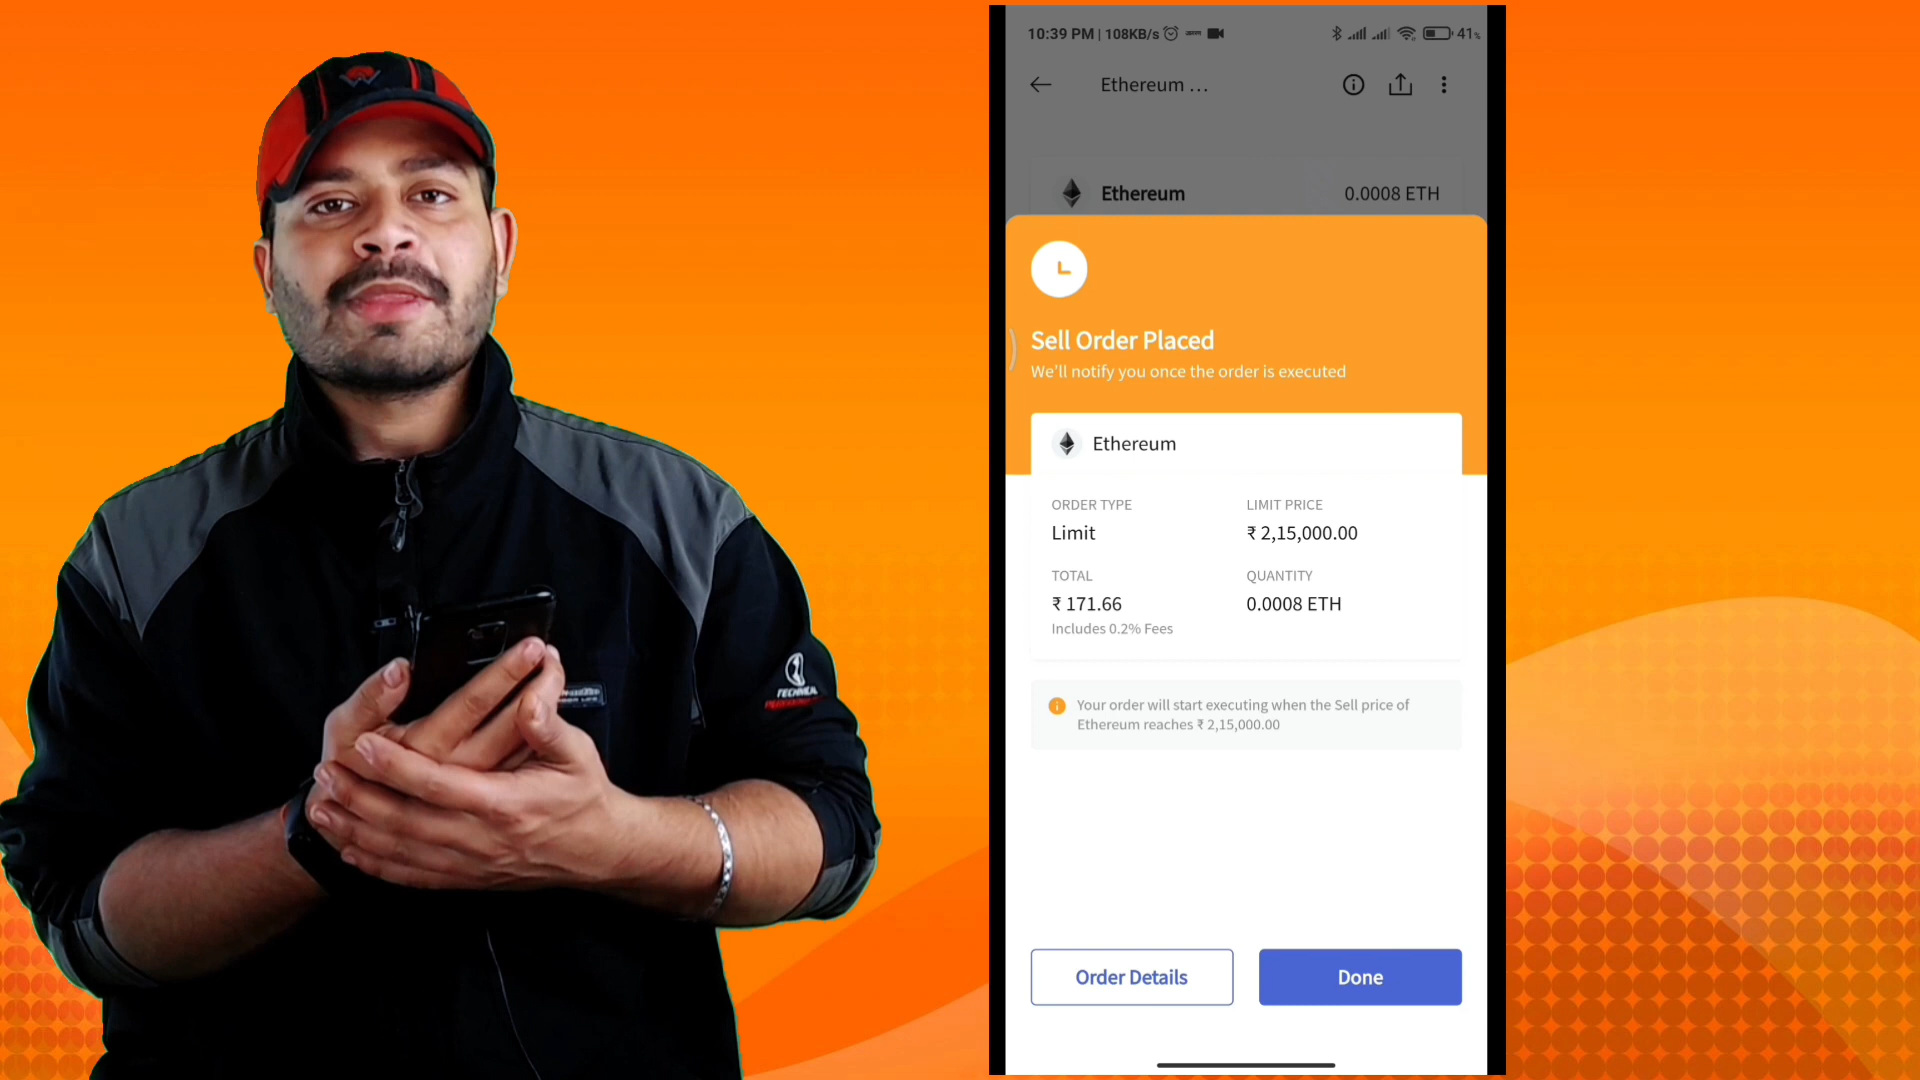 10:39 PM | 108KB/s 41%
Ethereum ...
Ethereum 0.0008 ETH
Sell Order Placed
We'll notify you once the order is executed
Ethereum
ORDER TYPE LIMIT PRICE
Limit ₹ 2,15,000.00
TOTAL QUANTITY
₹ 171.66 0.0008 ETH
Includes 0.2% Fees
Your order will start executing when the Sell price of
Ethereum reaches ₹ 2,15,000.00
Order Details Done
TECHNICAL